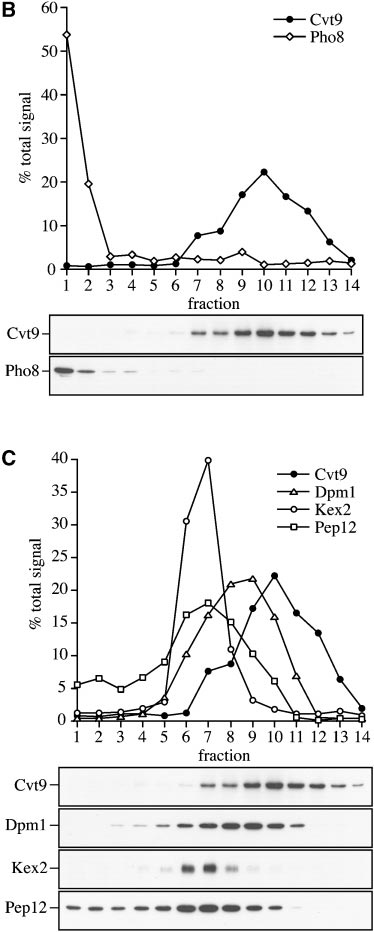 B
Cvt9
Pho8
% total signal
60
50
40
30
20
10
0
1 2 3 4 5 6 7 8 9 10 11 12 13 14
fraction
Cvt9
Pho8
C
Cvt9
Dpm1
Kex2
Pep12
% total signal
40
35
30
25
20
15
10
5
0
1 2 3 4 5 6 7 8 9 10 11 12 13 14
fraction
Cvt9
Dpm1
Kex2
Pep12